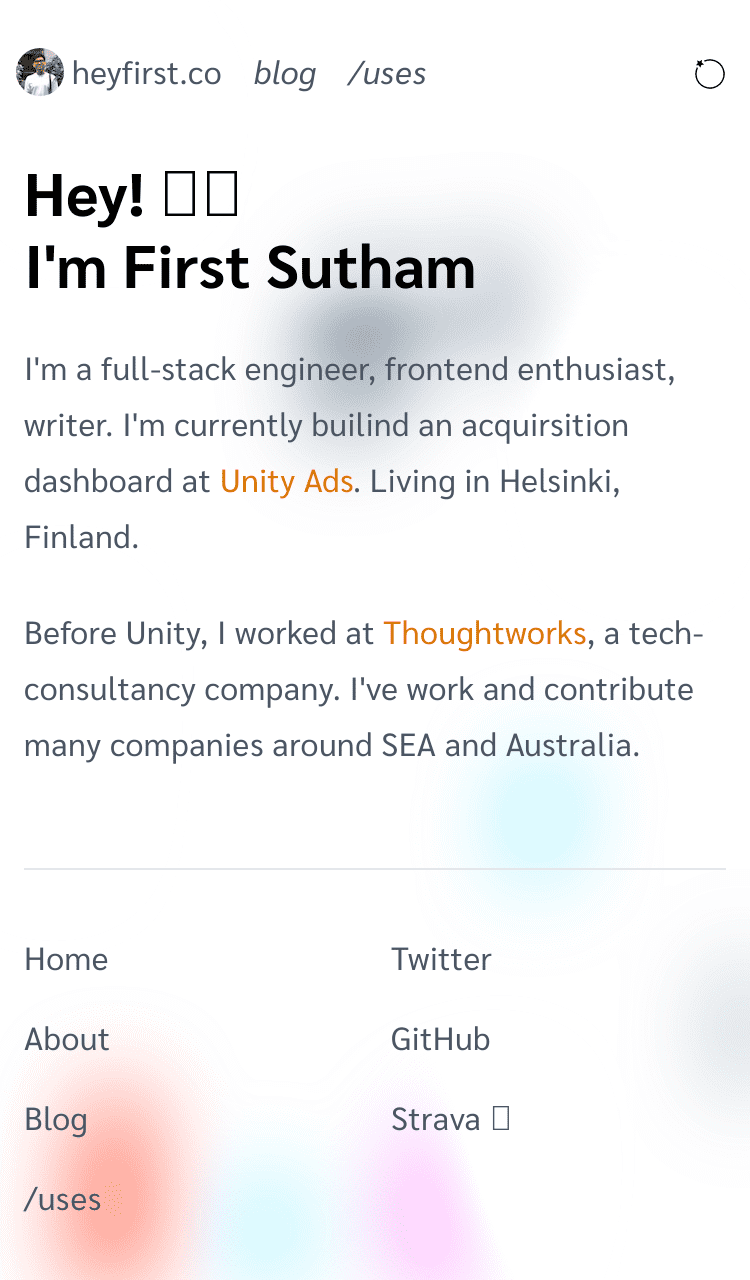 heyfirst.co blog /uses
Hey! 
I'm First Sutham
I'm a full-stack engineer, frontend enthusiast,
writer. I'm currently builind an acquirsition
dashboard at Unity Ads. Living in Helsinki,
Finland.
Before Unity, I worked at Thoughtworks, a tech-
consultancy company. I've work and contribute
many companies around SEA and Australia.
Home
Twitter
About
GitHub
Blog
Strava
/uses